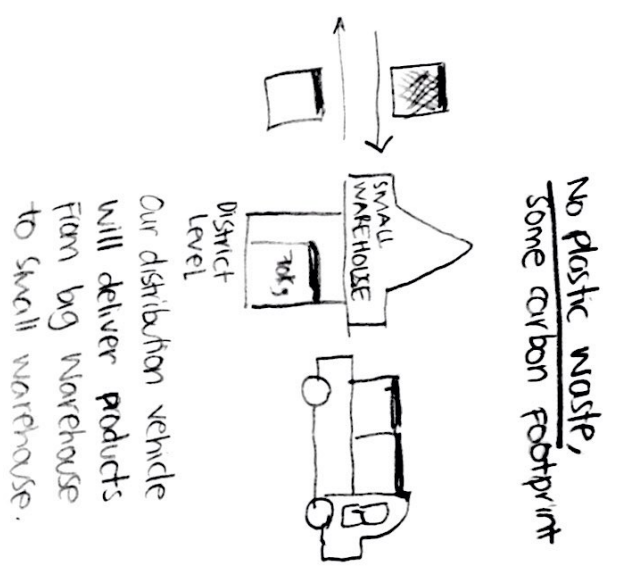 No plastic waste,
some carbon footprint
SMALL
WAREHOUSE
70kg
DISTRICT
LEVEL
Our distribution vehicle
will deliver products
from big warehouse
to small warehouse.